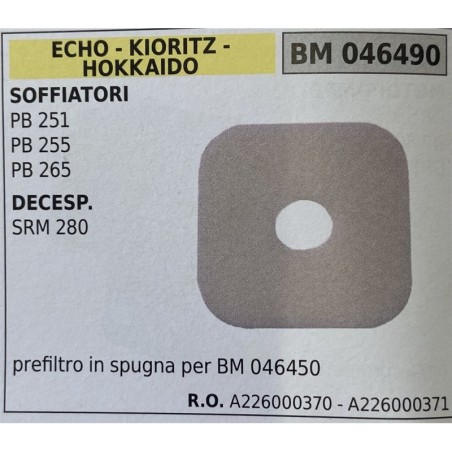 ECHO - KIORITZ -
HOKKAIDO
BM 046490
SOFFIATORI
PB 251
PB 255
PB 265
DECESP.
SRM 280
prefiltro in spugna per BM 046450
R.O. A226000370 - A226000371